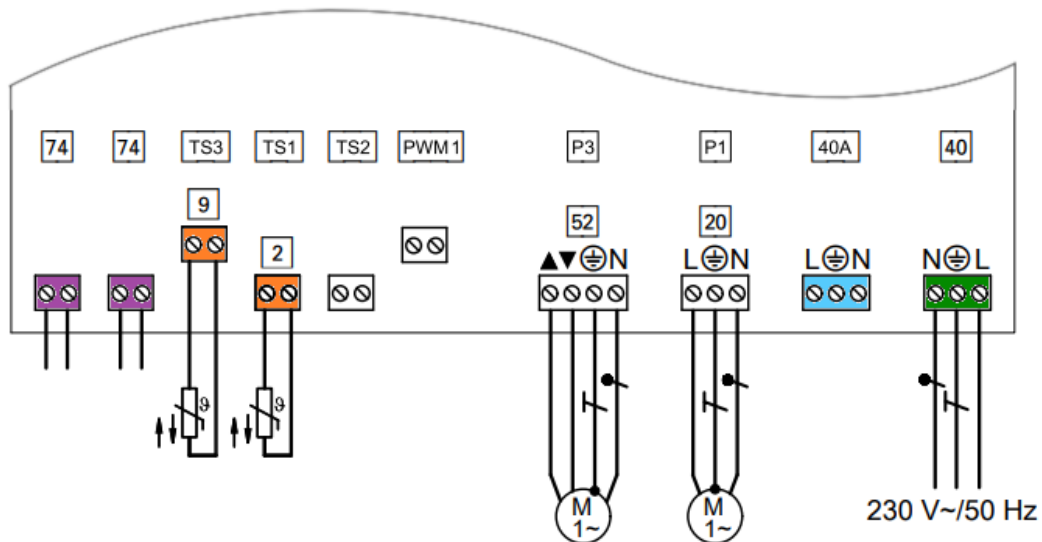 74 74 TS3 TS1 TS2 PWM1 P3 P1 40A 40
9
52 20
2
▲▼⏚N L⏚N L⏚N N⏚L
ϑ ϑ
M M
1~ 1~
230 V~/50 Hz